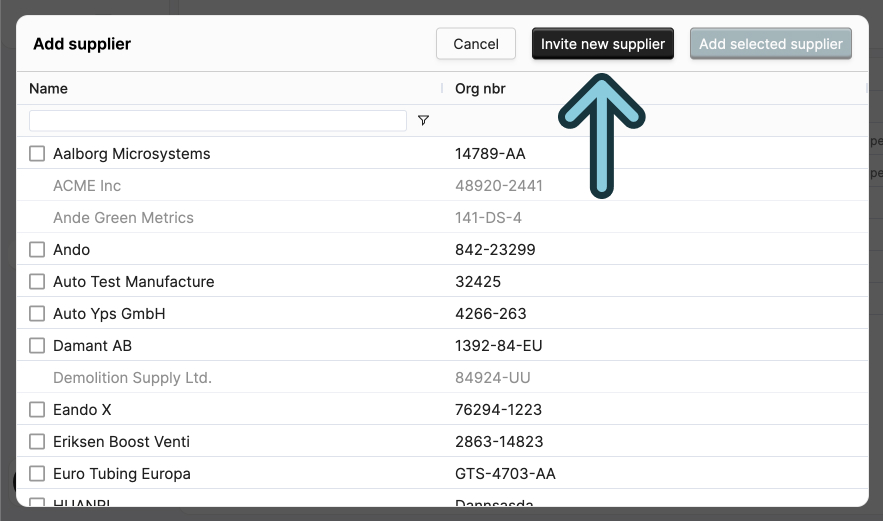 Add supplier Cancel Invite new supplier Add selected supplier
Name Org nbr
Aalborg Microsystems 14789-AA
ACME Inc 48920-2441
Ande Green Metrics 141-DS-4
Ando 842-23299
Auto Test Manufacture 32425
Auto Yps GmbH 4266-263
Damant AB 1392-84-EU
Demolition Supply Ltd. 84924-UU
Eando X 76294-1223
Eriksen Boost Venti 2863-14823
Euro Tubing Europa GTS-4703-AA